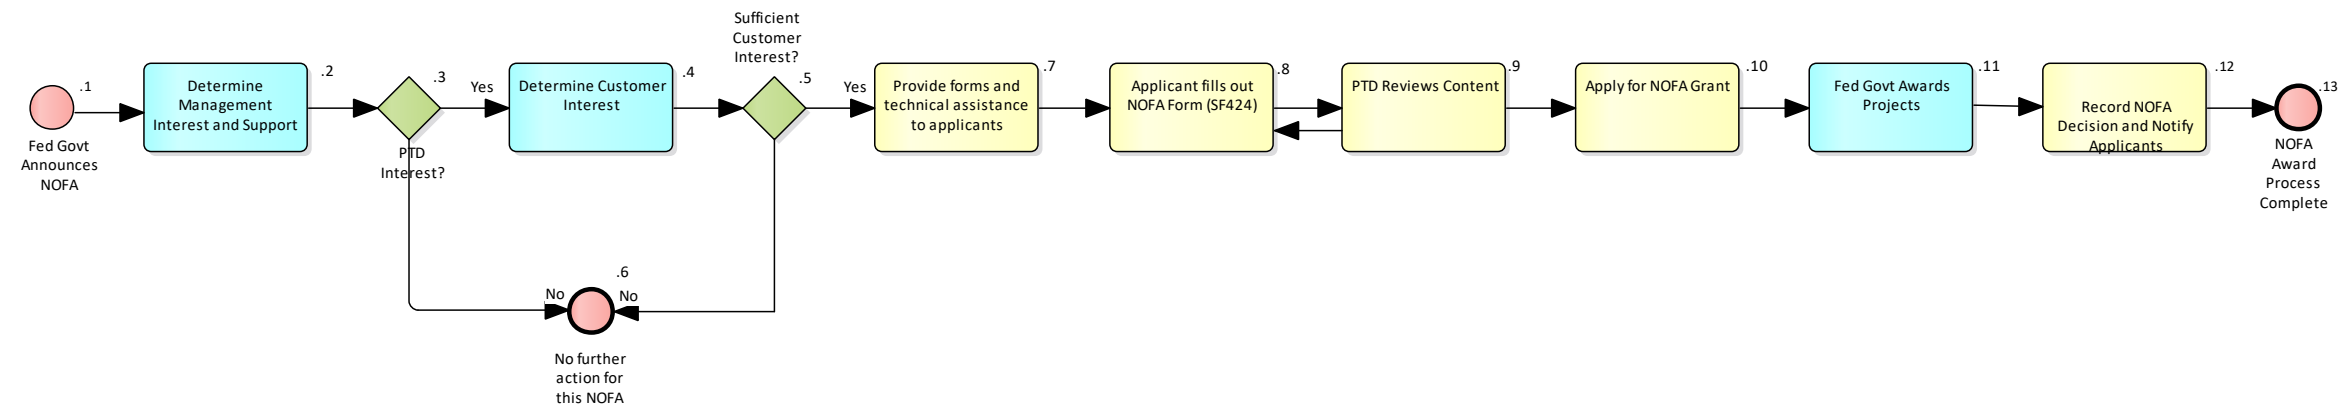 .1
Fed Govt
Announces
NOFA
.2
Determine
Management
Interest and Support
.3
PTD
Interest?
Yes
.4
Determine Customer
Interest
Sufficient
Customer
Interest?
.5
Yes
No
.6
No
No further
action for
this NOFA
.7
Provide forms and
technical assistance
to applicants
.8
Applicant fills out
NOFA Form (SF424)
.9
PTD Reviews Content
.10
Apply for NOFA Grant
.11
Fed Govt Awards
Projects
.12
Record NOFA
Decision and Notify
Applicants
.13
NOFA
Award
Process
Complete